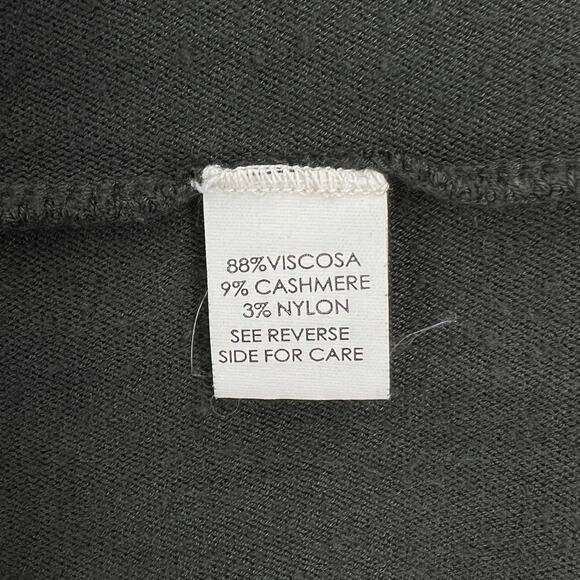 88%VISCOSA
9% CASHMERE
3% NYLON
SEE REVERSE
SIDE FOR CARE